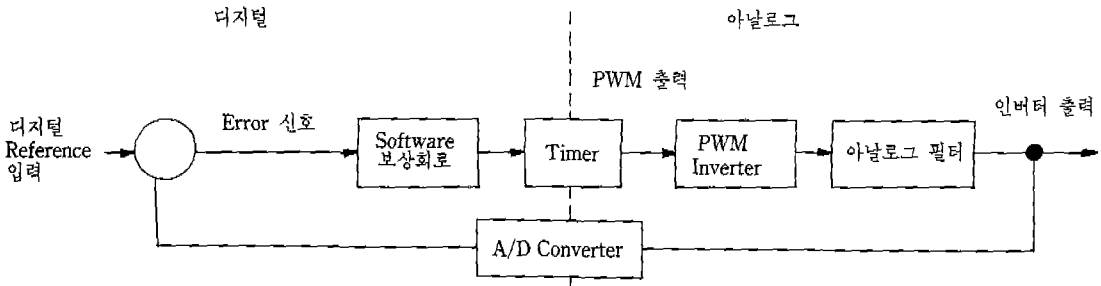 디지털
아날로그
PWM 출력
인버터 출력
디지털
Reference
입력
Error 신호
Software
보상회로
Timer
PWM
Inverter
아날로그 필터
A/D Converter